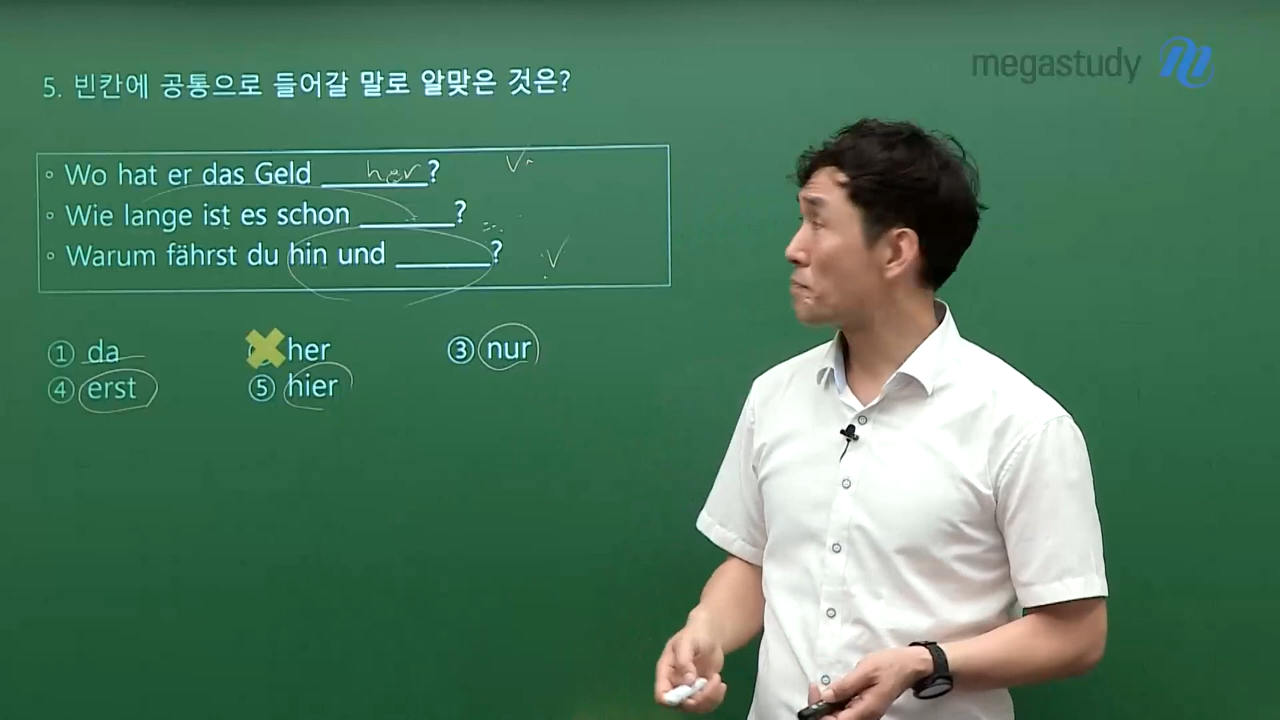 megastudy
5. 빈칸에 공통으로 들어갈 말로 알맞은 것은?
◦ Wo hat er das Geld her?
◦ Wie lange ist es schon ______?
◦ Warum fährst du hin und ______?
① da her ③ nur
④ erst ⑤ hier